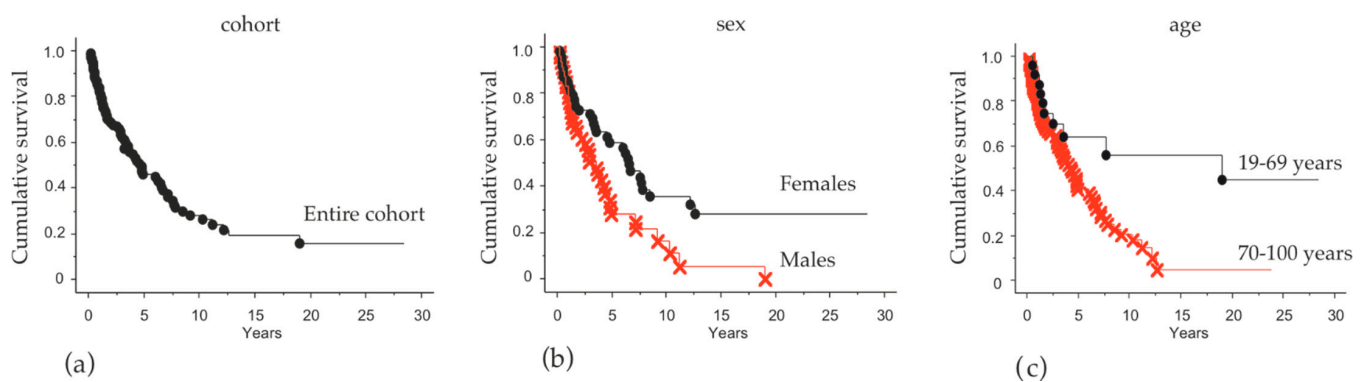 cohort
Cumulative survival
1.0
0.8
0.6
0.4
0.2
0
Entire cohort
0 5 10 15 20 25 30
Years
(a)
sex
Cumulative survival
1.0
0.8
0.6
0.4
0.2
0
Females
Males
0 5 10 15 20 25 30
Years
(b)
age
Cumulative survival
1.0
0.8
0.6
0.4
0.2
0.0
19-69 years
70-100 years
0 5 10 15 20 25 30
Years
(c)